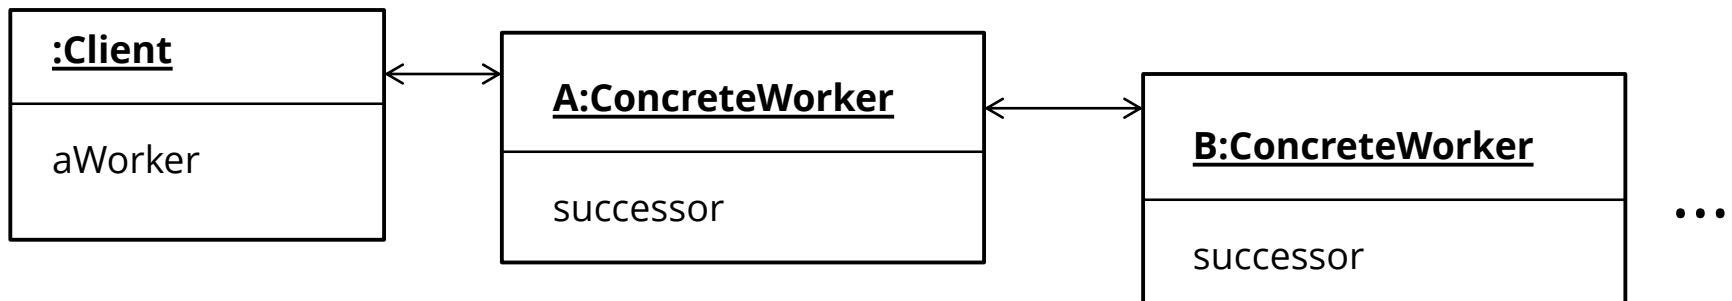 :Client
aWorker
A:ConcreteWorker
successor
B:ConcreteWorker
successor
...